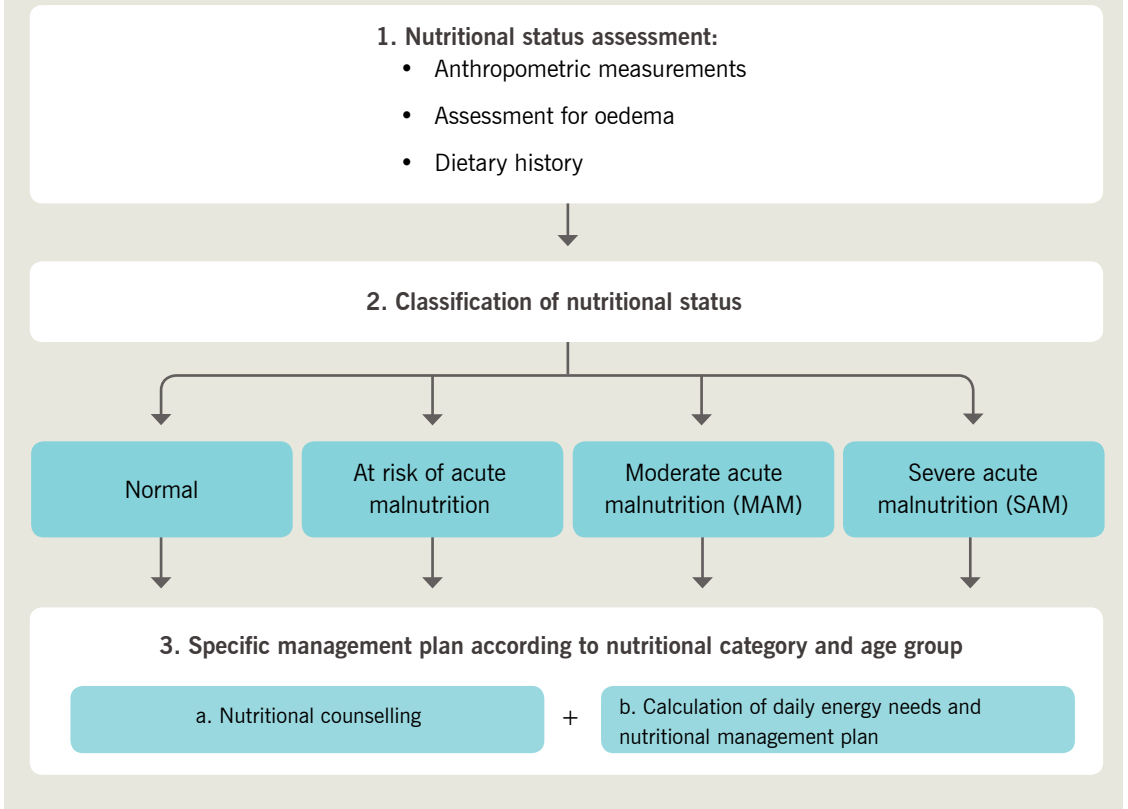 1. Nutritional status assessment:
• Anthropometric measurements
• Assessment for oedema
• Dietary history
2. Classification of nutritional status
Normal
At risk of acute
malnutrition
Moderate acute
malnutrition (MAM)
Severe acute
malnutrition (SAM)
3. Specific management plan according to nutritional category and age group
a. Nutritional counselling
+
b. Calculation of daily energy needs and
nutritional management plan